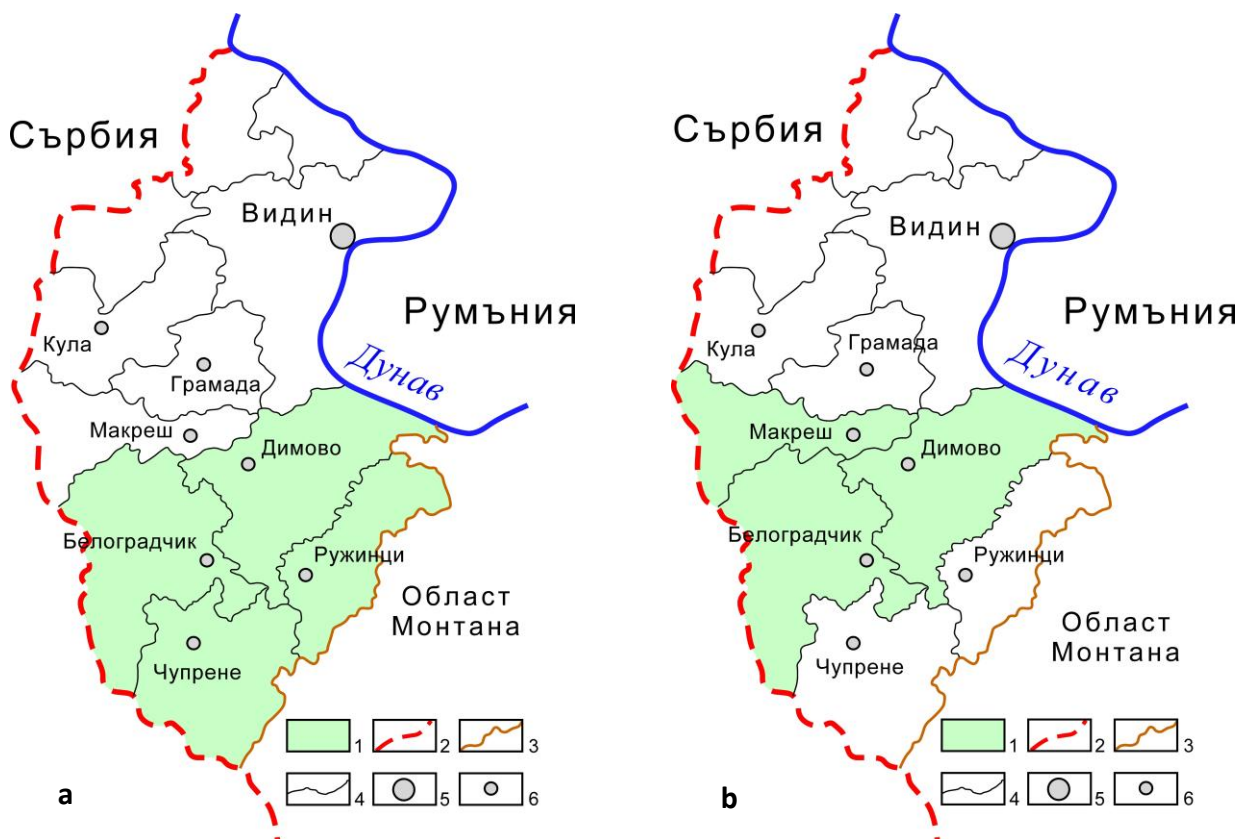 Сърбия
Видин
Румъния
Кула
Грамада
Дунав
Макреш
Димово
Белоградчик
Ружинци
Област
Монтана
Чупрене
1
2
3
4
5
6
a
Сърбия
Видин
Румъния
Кула
Грамада
Дунав
Макреш
Димово
Белоградчик
Ружинци
Област
Монтана
Чупрене
1
2
3
4
5
6
b